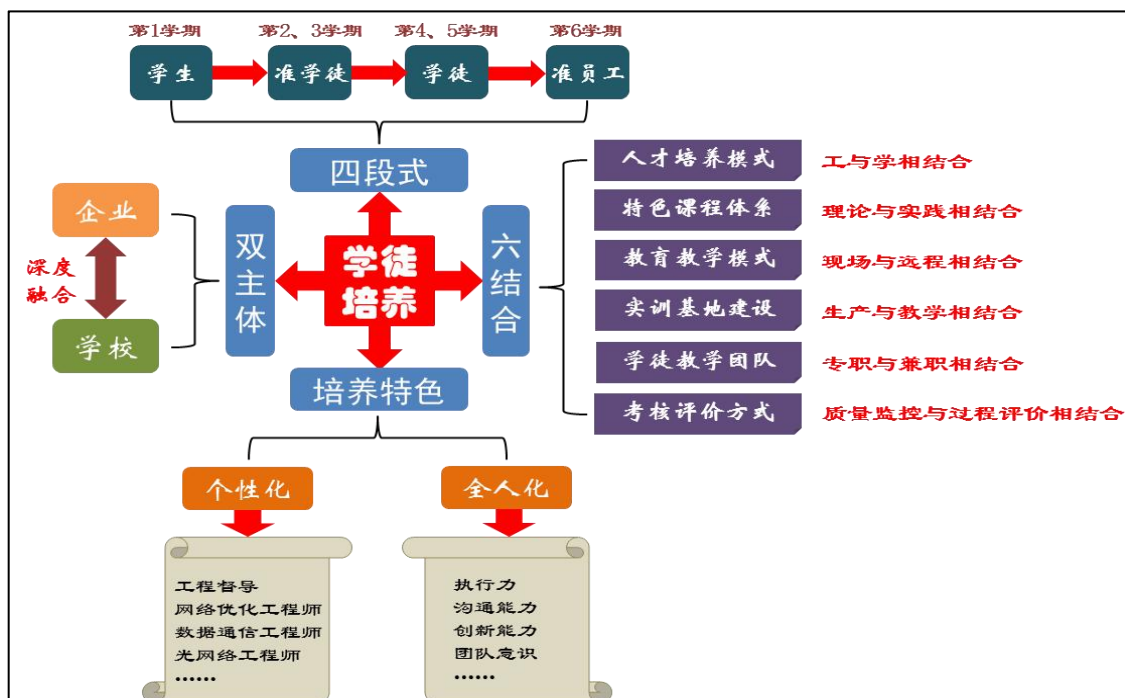 第1学期
第2、3学期
第4、5学期
第6学期
学生
准学徒
学徒
准员工
四段式
企业
深度
融合
学校
双主体
学徒
培养
六结合
人才培养模式
工与学相结合
特色课程体系
理论与实践相结合
教育教学模式
现场与远程相结合
实训基地建设
生产与教学相结合
学徒教学团队
专职与兼职相结合
考核评价方式
质量监控与过程评价相结合
培养特色
个性化
全人化
工程督导
网络优化工程师
数据通信工程师
光网络工程师
……
执行力
沟通能力
创新能力
团队意识
……